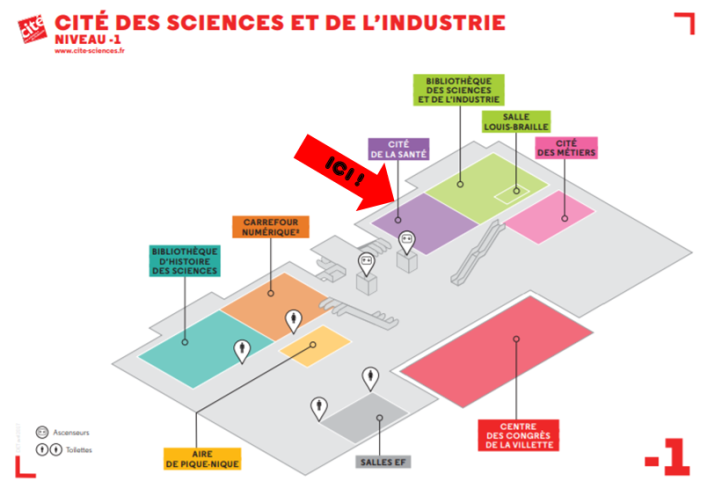 cité
CITÉ DES SCIENCES ET DE L'INDUSTRIE
NIVEAU -1
www.cite-sciences.fr
BIBLIOTHÈQUE
DES SCIENCES
ET DE L'INDUSTRIE
SALLE
LOUIS-BRAILLE
CITÉ
DES MÉTIERS
CITÉ
DE LA SANTÉ
ICI !
CARREFOUR
NUMÉRIQUE²
BIBLIOTHÈQUE
D'HISTOIRE
DES SCIENCES
Ascenseurs
Toilettes
AIRE
DE PIQUE-NIQUE
SALLES EF
CENTRE
DES CONGRÈS
DE LA VILLETTE
-1